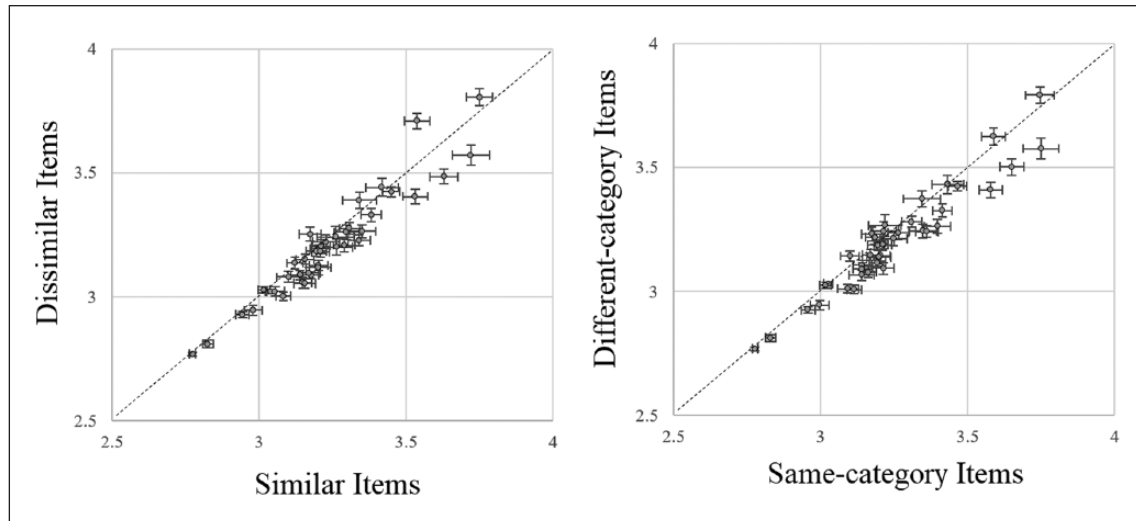 Dissimilar Items
4
3.5
3
2.5
2.5 3 3.5 4
Similar Items
Different-category Items
4
3.5
3
2.5
2.5 3 3.5 4
Same-category Items